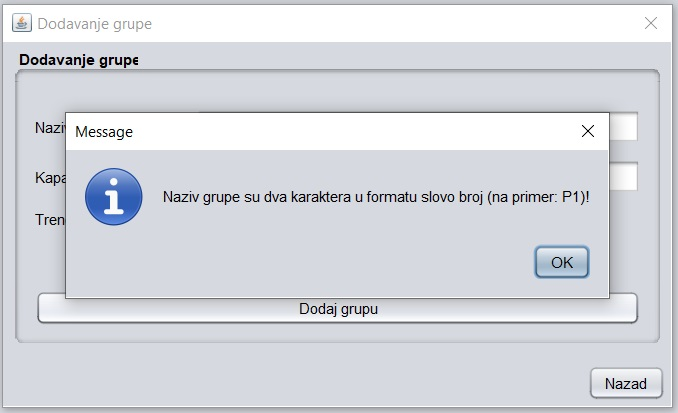 Dodavanje grupe
Dodavanje grupe
Message
Naziv grupe su dva karaktera u formatu slovo broj (na primer: P1)!
OK
Dodaj grupu
Nazad